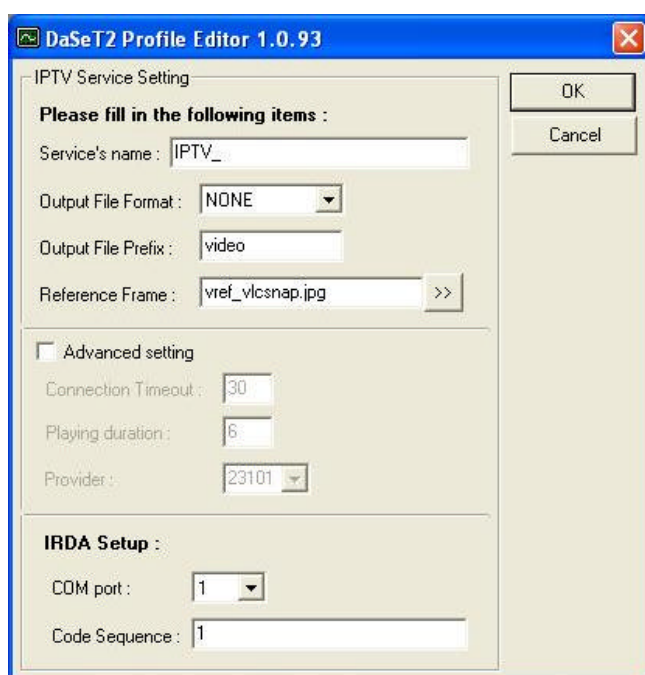 DaSeT2 Profile Editor 1.0.93
IPTV Service Setting
OK
Please fill in the following items :
Cancel
Service's name : IPTV_
Output File Format : NONE
Output File Prefix : video
Reference Frame : vref_vlcsnap.jpg >>
Advanced setting
Connection Timeout : 30
Playing duration : 6
Provider : 23101
IRDA Setup :
COM port : 1
Code Sequence : 1